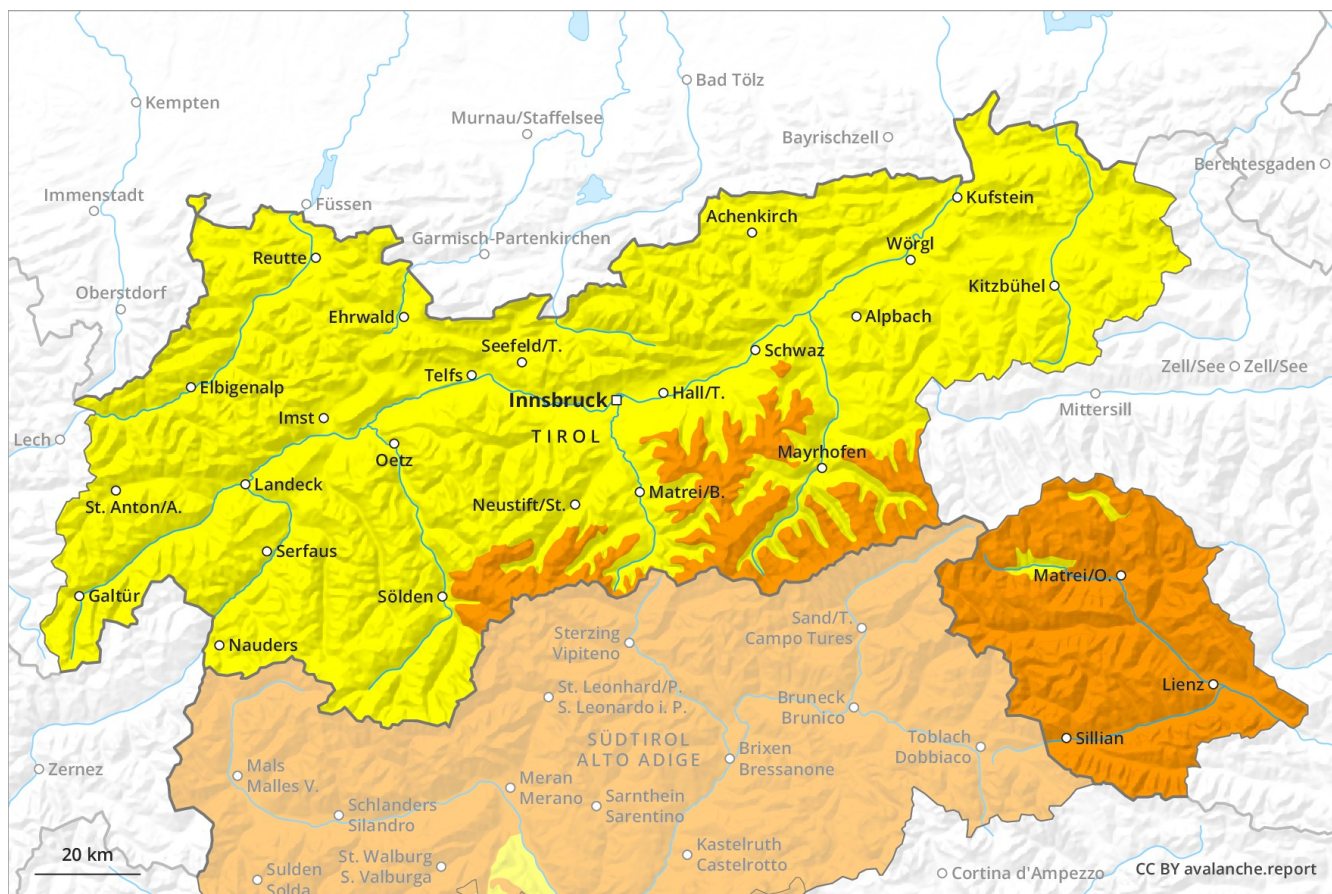 Kempten
Bad Tölz
Murnau/Staffelsee
Bayrischzell
Berchtesgaden
Immenstadt
Füssen
Kufstein
Achenkirch
Garmisch-Partenkirchen
Wörgl
Reutte
Kitzbühel
Oberstdorf
Ehrwald
Alpbach
Seefeld/T.
Schwaz
Zell/See
Zell/See
Telfs
Elbigenalp
Hall/T.
Innsbruck
Mittersill
Imst
TIROL
Lech
Oetz
Mayrhofen
Landeck
St. Anton/A.
Neustift/St.
Matrei/B.
Serfaus
Matrei/O.
Galtür
Sölden
Sand/T.
Campo Tures
Sterzing
Vipiteno
Nauders
Lienz
St. Leonhard/P.
S. Leonardo i. P.
Bruneck
Brunico
SÜDTIROL
ALTO ADIGE
Toblach
Dobbiaco
Sillian
Brixen
Bressanone
Zernez
Mals
Malles V.
Meran
Merano
Sarnthein
Sarentino
Schlanders
Silandro
Kastelruth
Castelrotto
20 km
St. Walburg
S. Valburga
Sulden
Solda
Cortina d'Ampezzo
CC BY avalanche.report